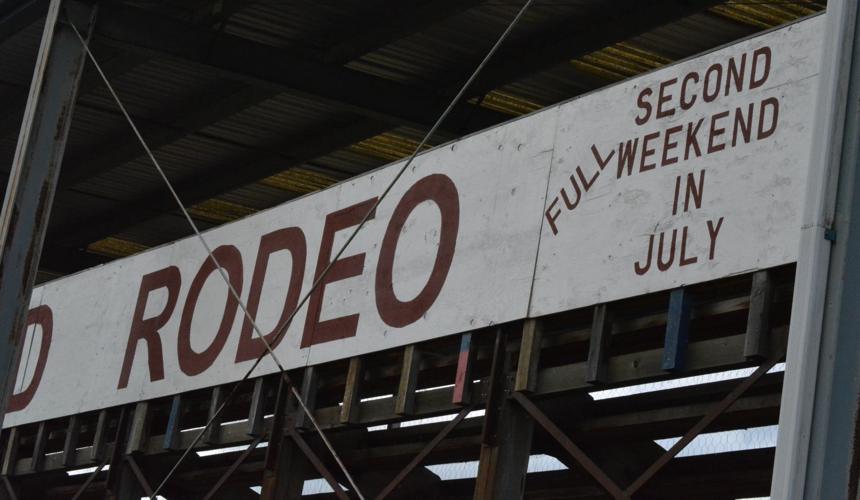 RODEO
SECOND
FULL WEEKEND
IN
JULY